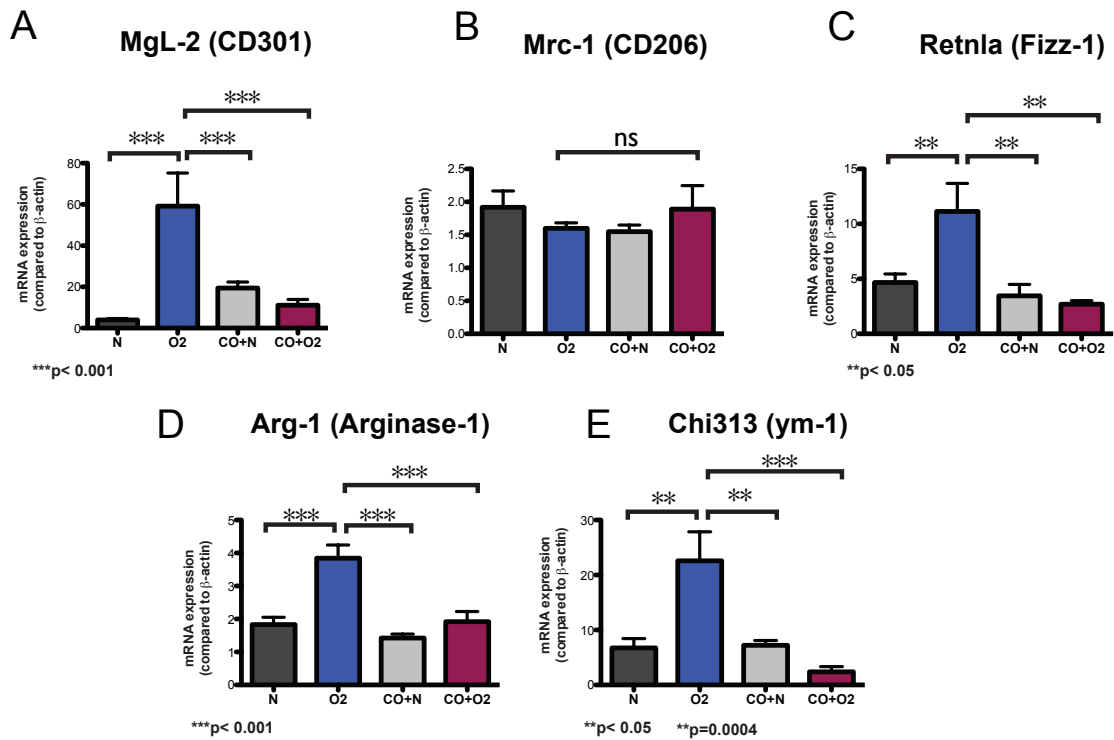 A
MgL-2 (CD301)
***
***
***
mRNA expression
(compared to β-actin)
80
60
40
20
0
N
O2
CO+N
CO+O2
***p< 0.001
B
Mrc-1 (CD206)
ns
mRNA expression
(compared to β-actin)
2.5
2.0
1.5
1.0
0.5
0.0
N
O2
CO+N
CO+O2
C
Retnla (Fizz-1)
**
**
**
mRNA expression
(compared to β-actin)
15
10
5
0
N
O2
CO+N
CO+O2
**p< 0.05
D
Arg-1 (Arginase-1)
***
***
***
mRNA expression
(compared to β-actin)
5
4
3
2
1
0
N
O2
CO+N
CO+O2
***p< 0.001
E
Chi313 (ym-1)
***
**
**
mRNA expression
(compared to β-actin)
30
20
10
0
N
O2
CO+N
CO+O2
**p< 0.05
**p=0.0004